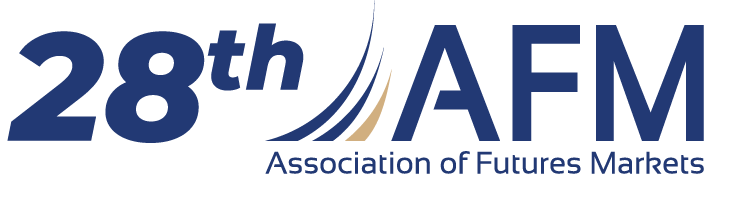 28th AFM
Association of Futures Markets